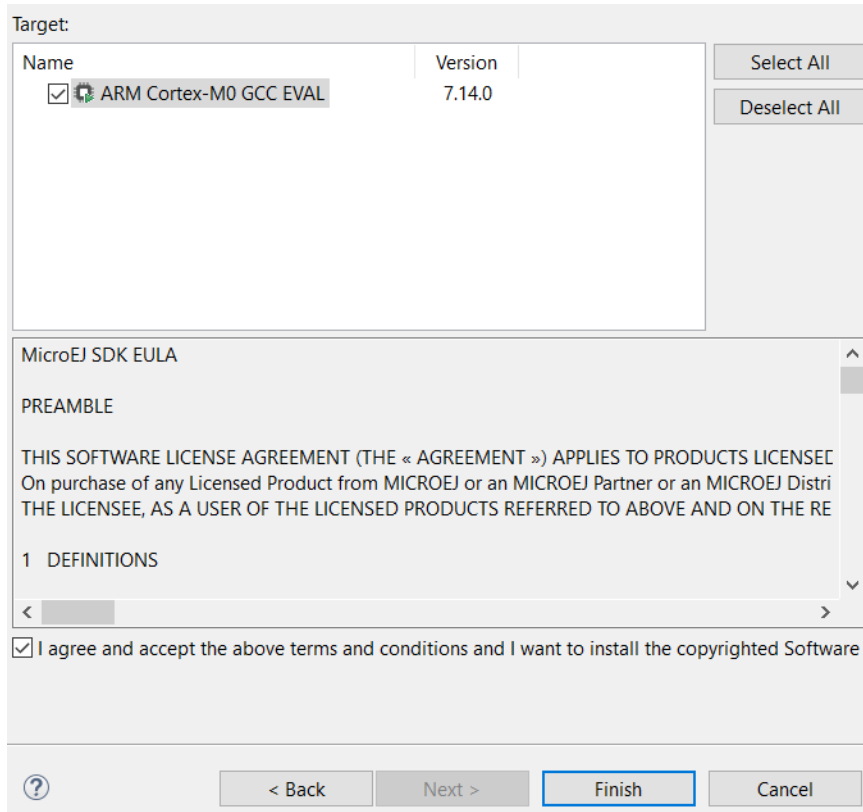 Target:
Name Version Select All
ARM Cortex-M0 GCC EVAL 7.14.0
Deselect All
MicroEJ SDK EULA
PREAMBLE
THIS SOFTWARE LICENSE AGREEMENT (THE « AGREEMENT ») APPLIES TO PRODUCTS LICENSED
On purchase of any Licensed Product from MICROEJ or an MICROEJ Partner or an MICROEJ Distri
THE LICENSEE, AS A USER OF THE LICENSED PRODUCTS REFERRED TO ABOVE AND ON THE RE
1 DEFINITIONS
I agree and accept the above terms and conditions and I want to install the copyrighted Software
? < Back Next > Finish Cancel